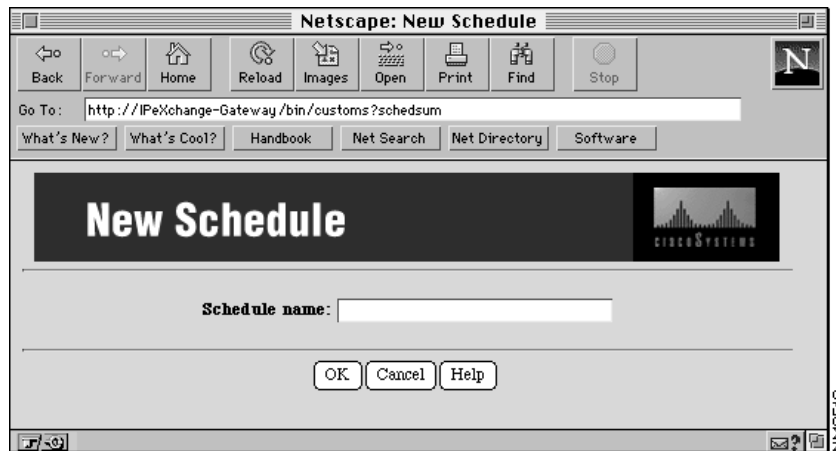 Netscape: New Schedule
Back Forward Home Reload Images Open Print Find Stop
N
Go To: http://IPeXchange-Gateway/bin/customs?schedsum
What's New? What's Cool? Handbook Net Search Net Directory Software
New Schedule
CISCO SYSTEMS
Schedule name:
OK Cancel Help